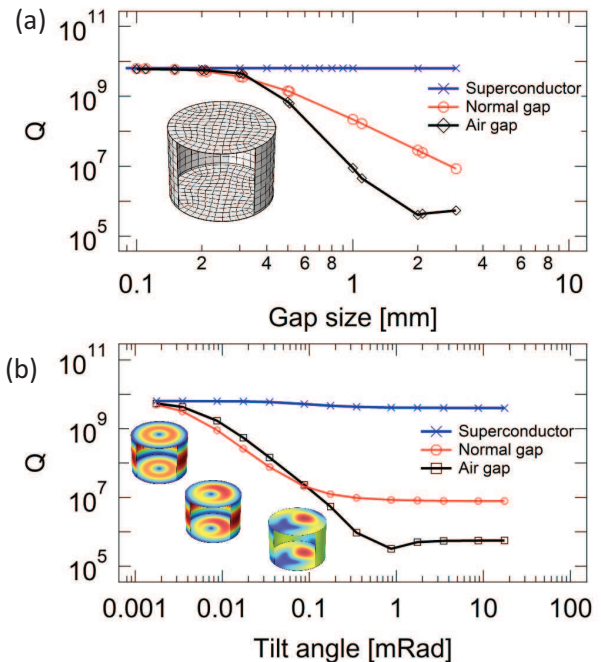 (a)
10^11
10^9
10^7
10^5
Q
Superconductor
Normal gap
Air gap
0.1 2 4 6 8 1 2 4 6 8 10
Gap size [mm]
(b)
10^11
10^9
10^7
10^5
Q
Superconductor
Normal gap
Air gap
0.001 0.01 0.1 1 10 100
Tilt angle [mRad]